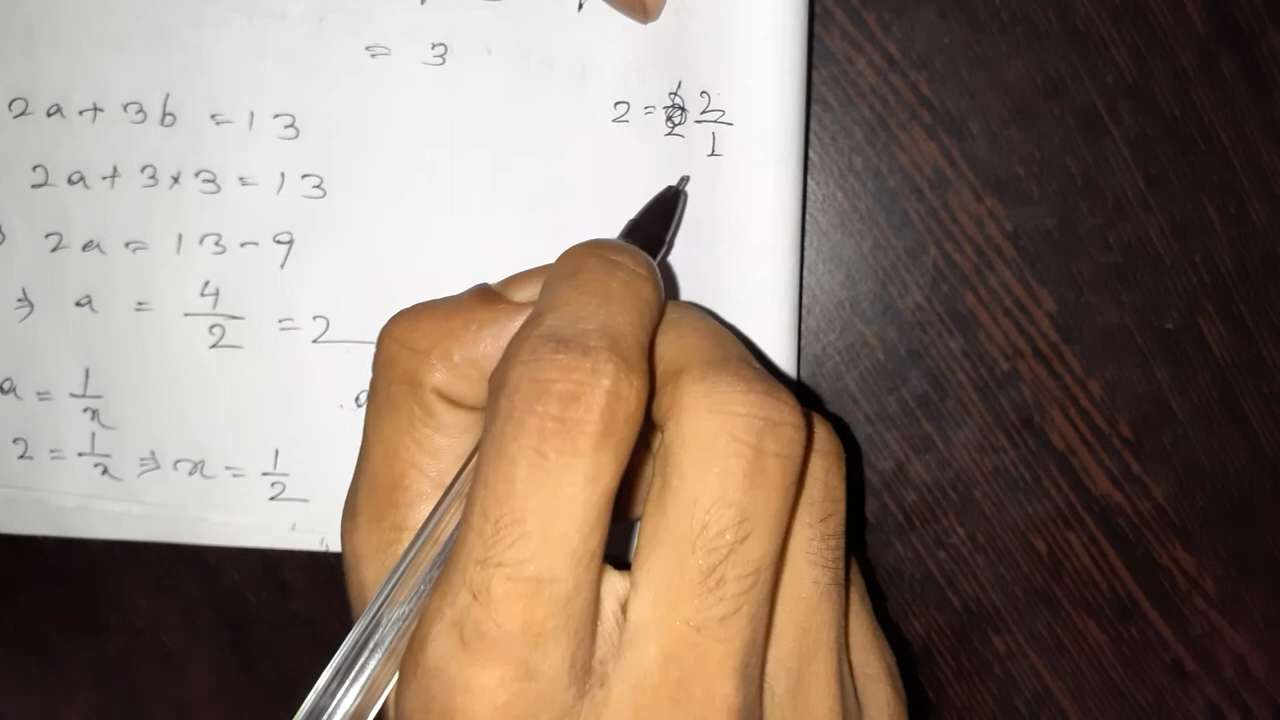 = 3
2a + 3b = 13
2a + 3 × 3 = 13
2a = 13 - 9
⇒ a = 4/2 = 2
a = 1/x
2 = 1/x ⇒ x = 1/2
2 = 2/1